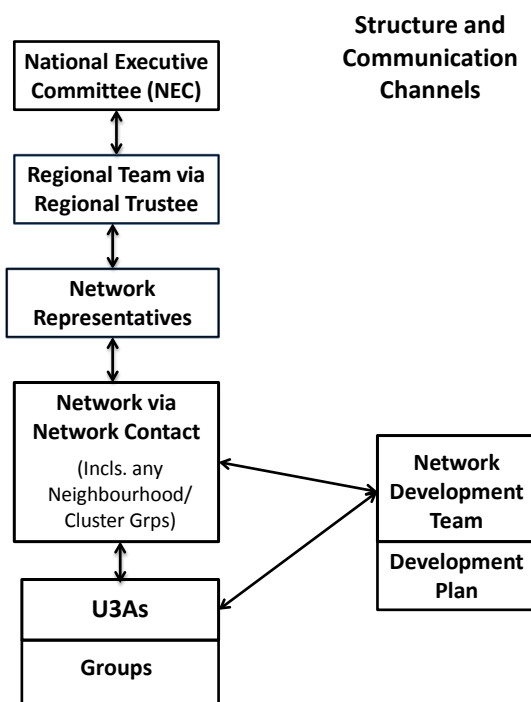 Structure and
Communication
Channels
National Executive
Committee (NEC)
Regional Team via
Regional Trustee
Network
Representatives
Network via
Network Contact
(Incls. any
Neighbourhood/
Cluster Grps)
Network
Development
Team
Development
Plan
U3As
Groups